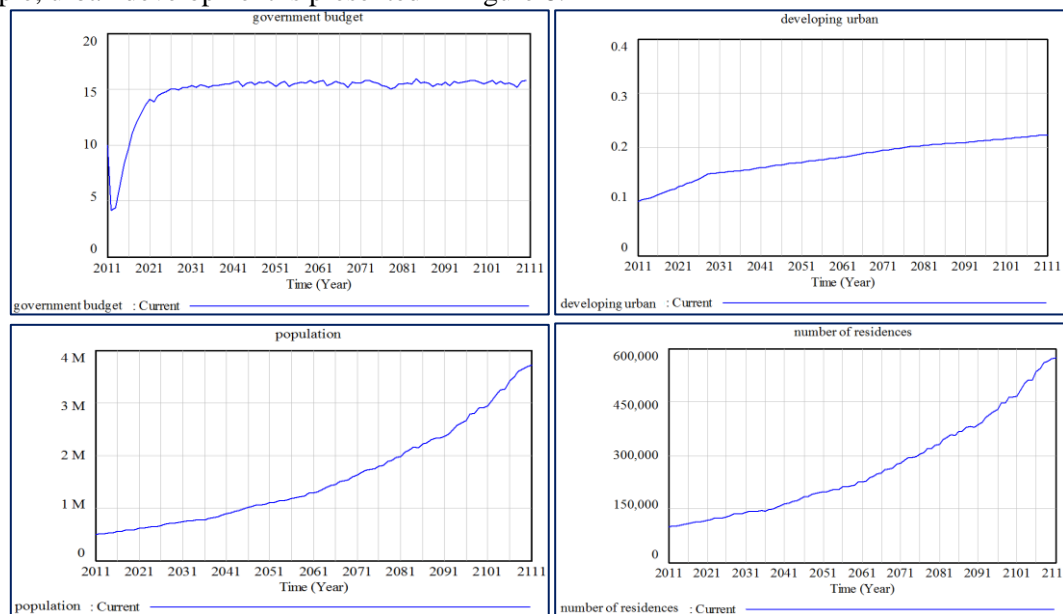 government budget
20
15
10
5
0
2011 2021 2031 2041 2051 2061 2071 2081 2091 2101 2111
Time (Year)
government budget : Current
developing urban
0.4
0.3
0.2
0.1
0
2011 2021 2031 2041 2051 2061 2071 2081 2091 2101 2111
Time (Year)
developing urban : Current
population
4 M
3 M
2 M
1 M
0
2011 2021 2031 2041 2051 2061 2071 2081 2091 2101 2111
Time (Year)
population : Current
number of residences
600,000
450,000
300,000
150,000
0
2011 2021 2031 2041 2051 2061 2071 2081 2091 2101 211
Time (Year)
number of residences : Current